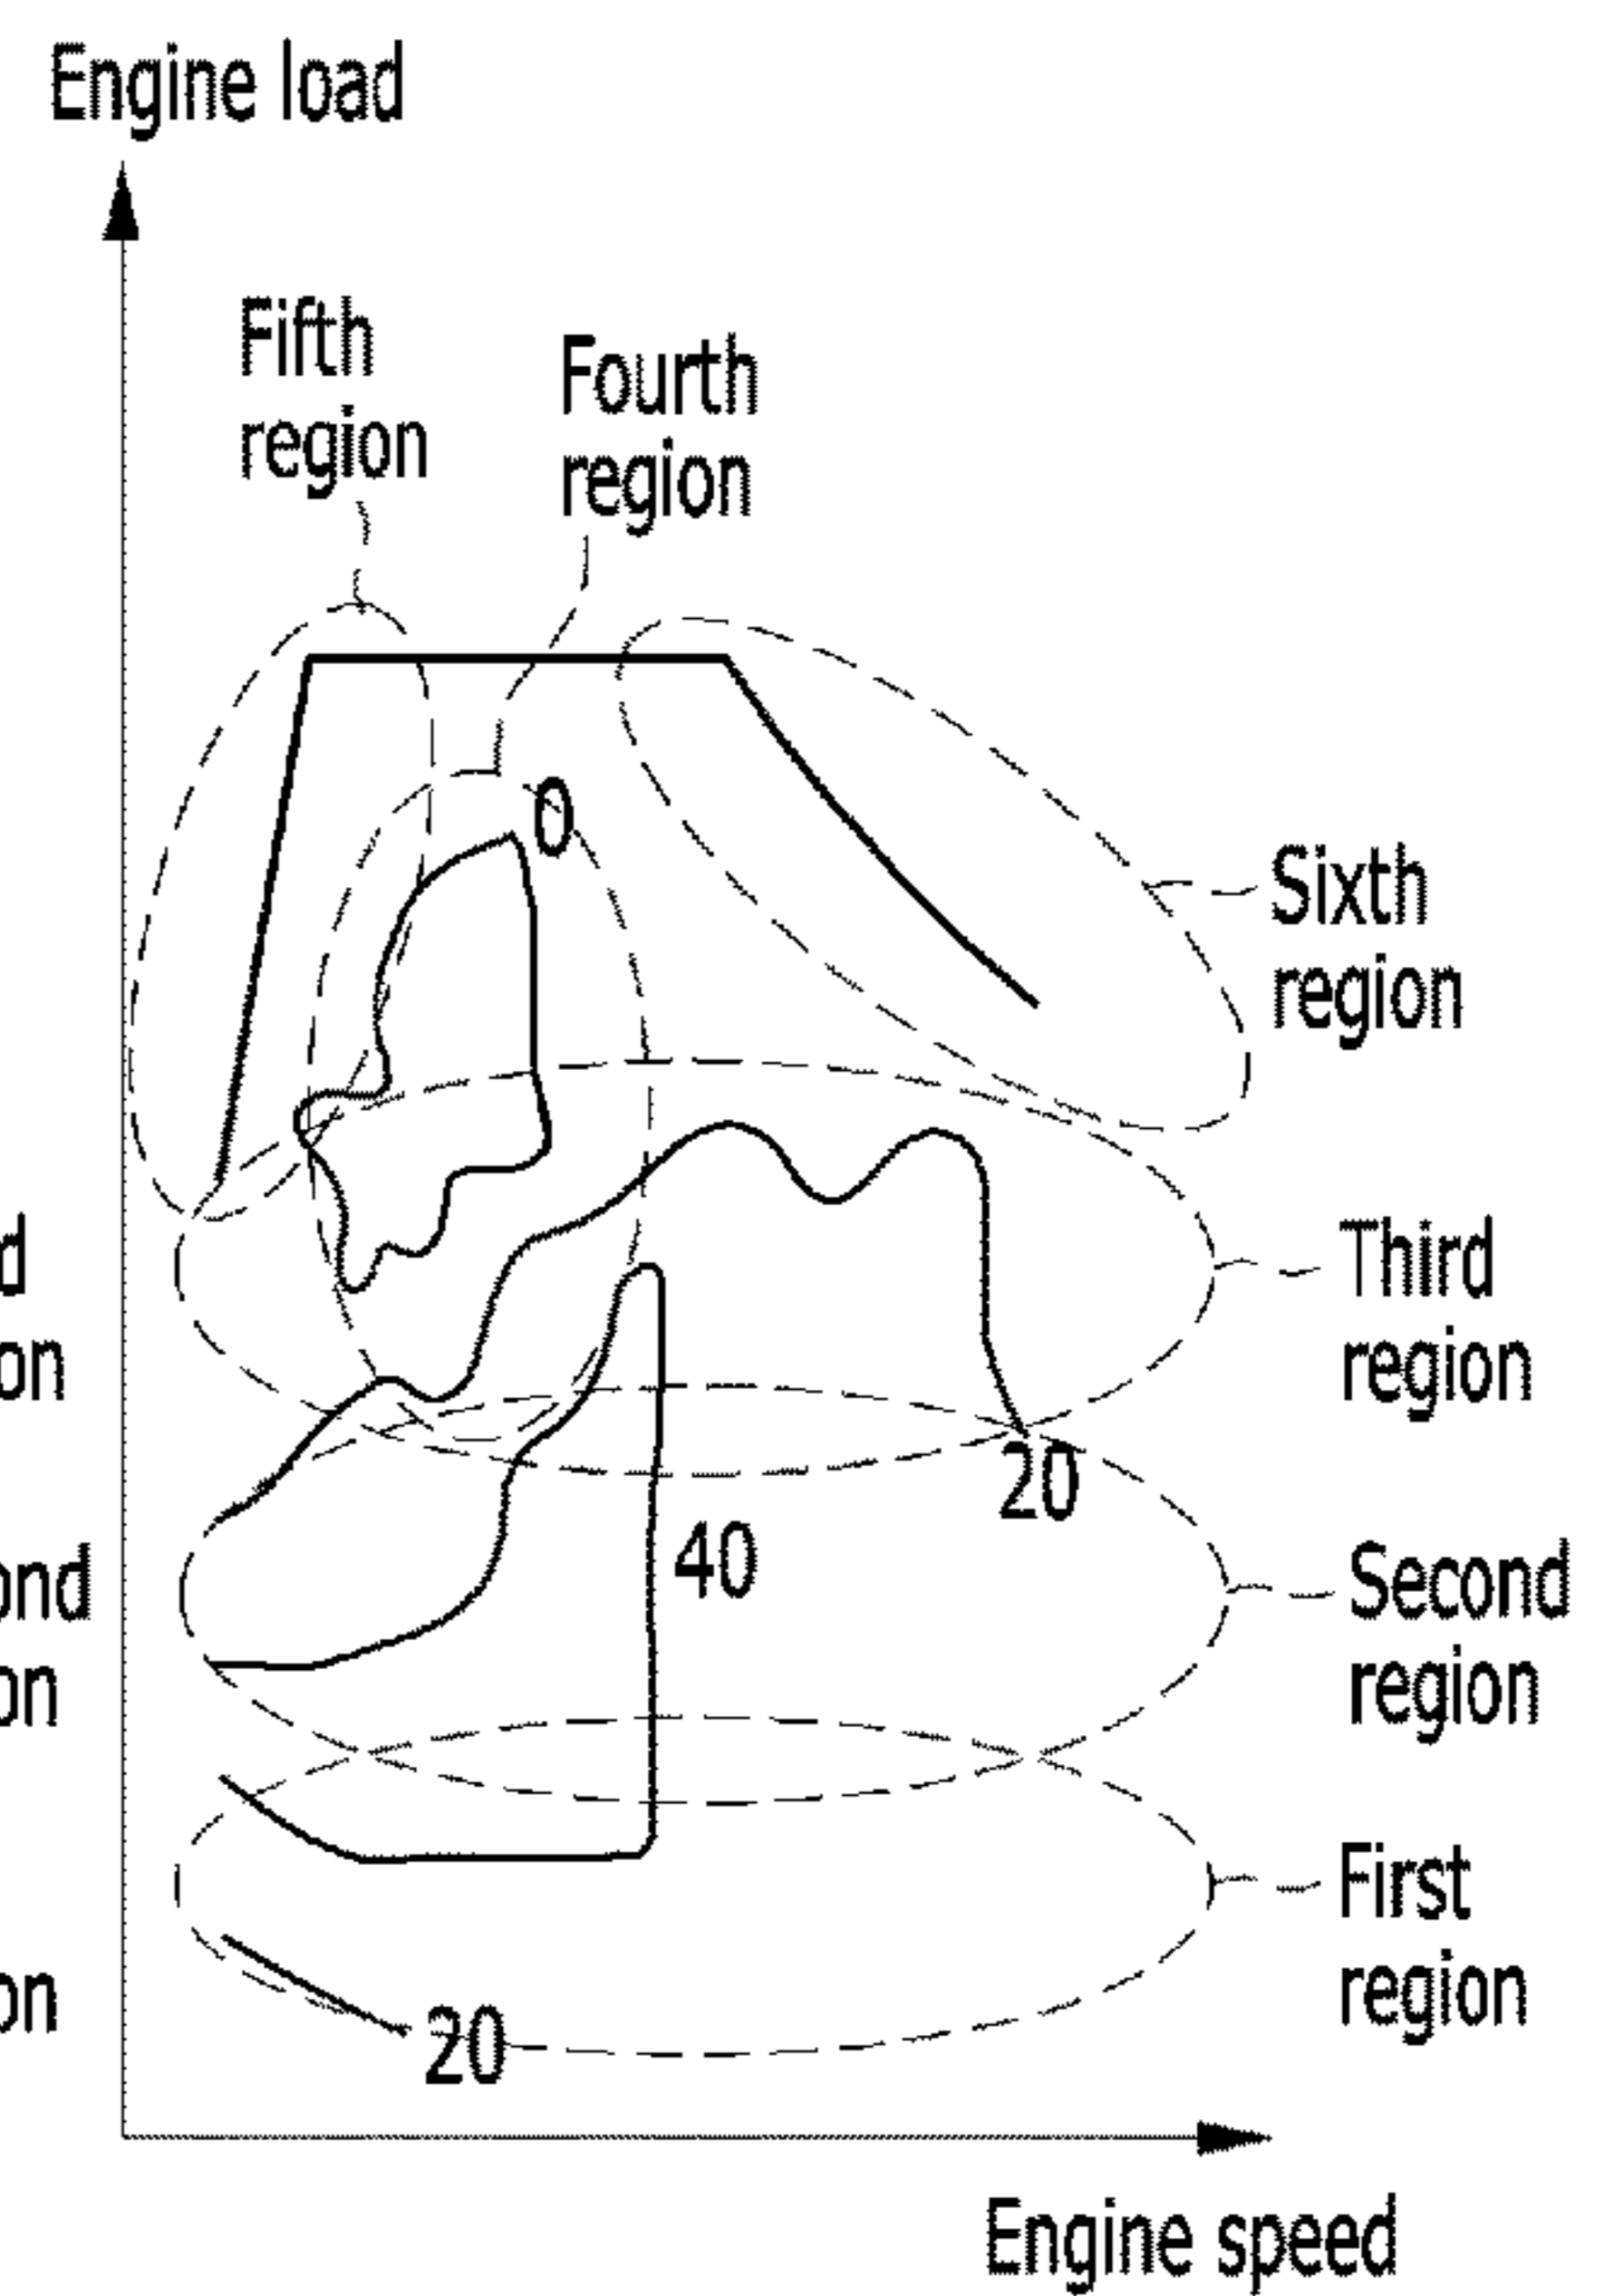 Engine load
Fifth
region
Fourth
region
0
Sixth
region
Third
region
20
40
Second
region
First
region
20
Engine speed